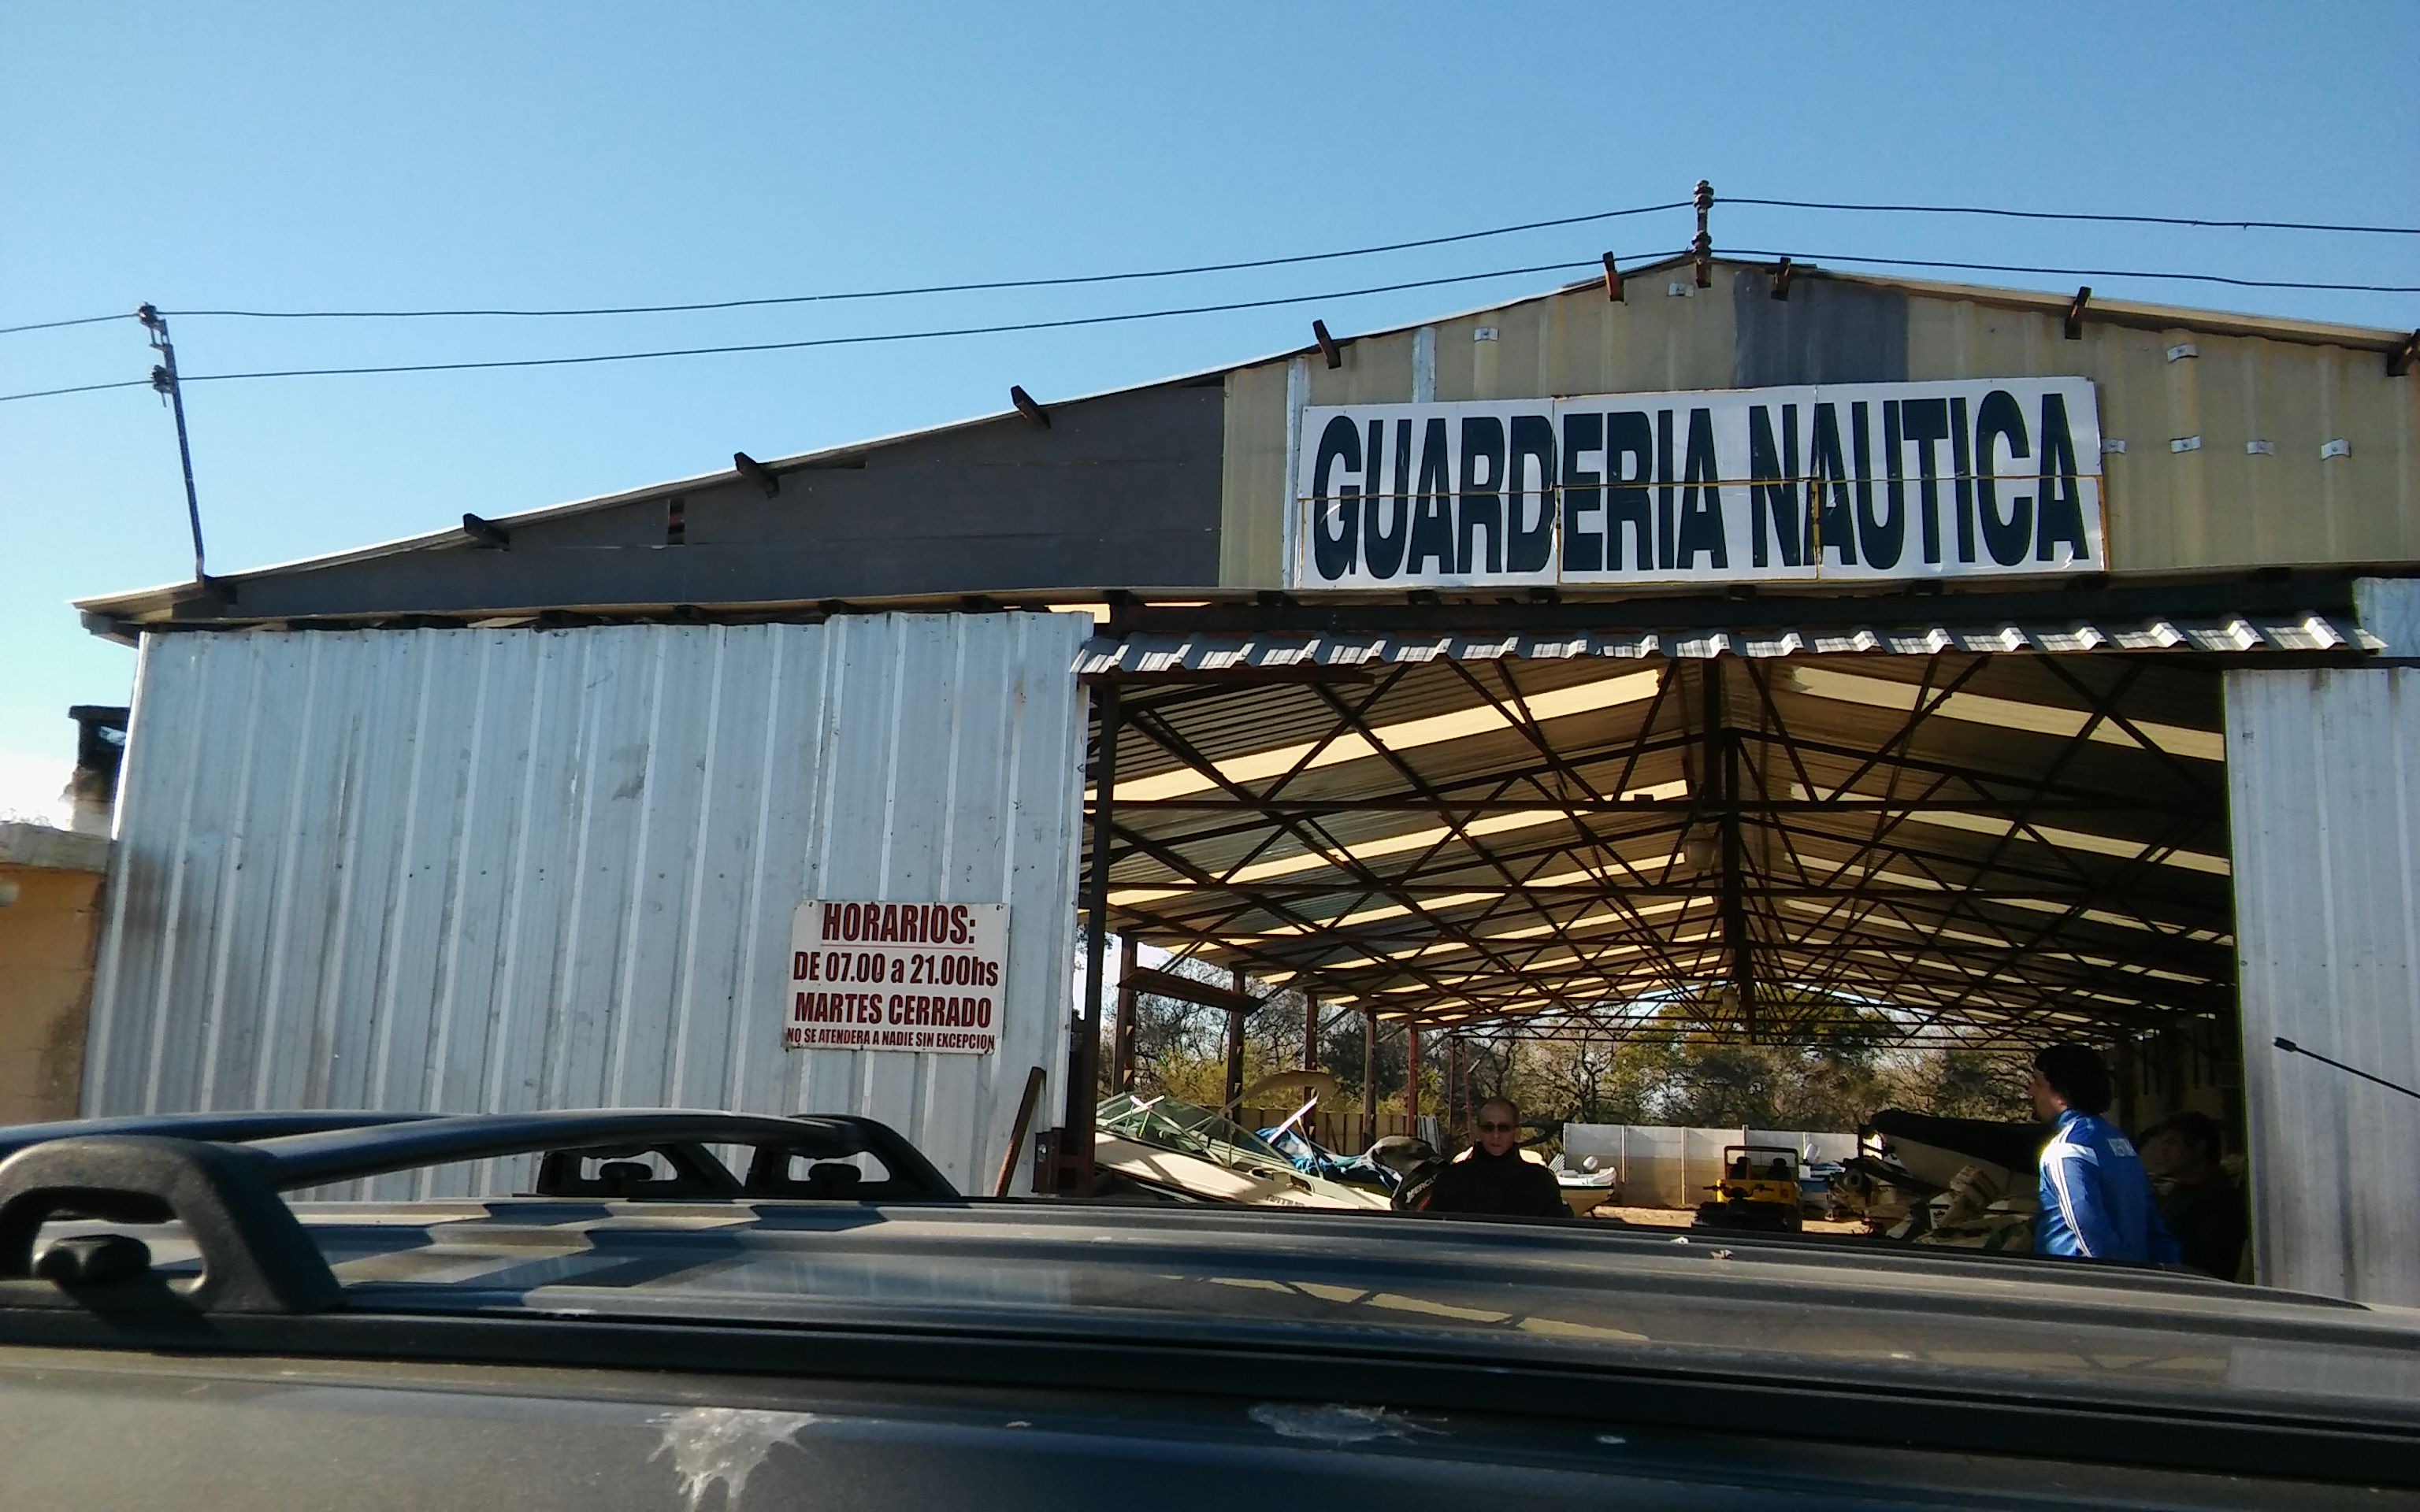 GUARDERIA NAUTICA
HORARIOS:
DE 07.00 a 21.00hs
MARTES CERRADO
NO SE ATENDERA A NADIE SIN EXCEPCION